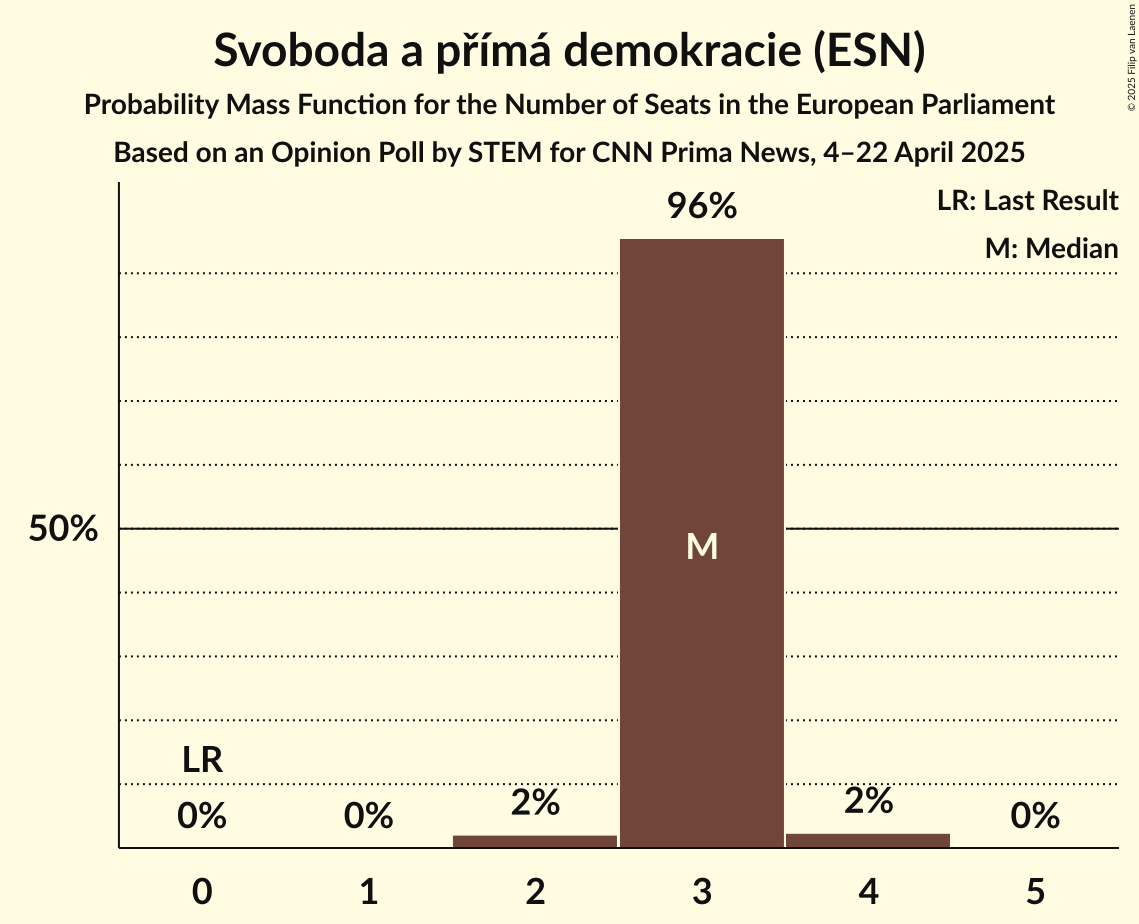 Svoboda a přímá demokracie (ESN)
Probability Mass Function for the Number of Seats in the European Parliament
Based on an Opinion Poll by STEM for CNN Prima News, 4–22 April 2025
© 2025 Filip van Laenen
LR: Last Result
M: Median
96%
50%
M
LR
0%
0%
2%
2%
0%
0
1
2
3
4
5